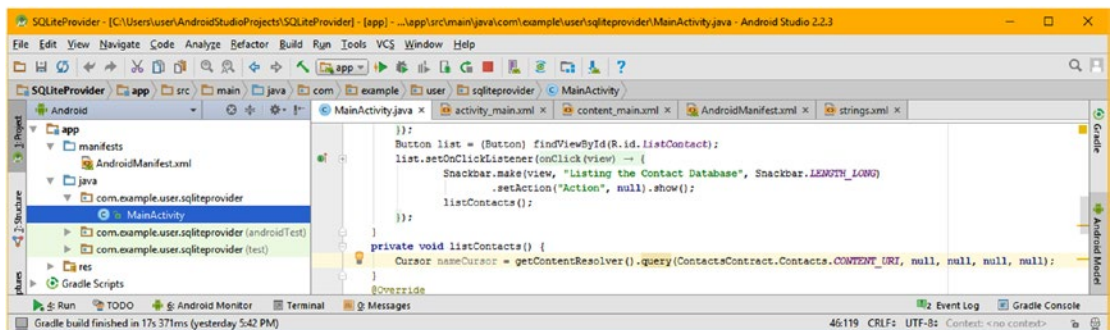 SQLiteProvider - [C:\Users\user\AndroidStudioProjects\SQLiteProvider] - [app] - ...\app\src\main\java\com\example\user\sqliteprovider\MainActivity.java - Android Studio 2.2.3
File Edit View Navigate Code Analyze Refactor Build Run Tools VCS Window Help
app
SQLiteProvider app src main java com example user sqliteprovider MainActivity
Android
MainActivity.java × activity_main.xml × content_main.xml × AndroidManifest.xml × strings.xml ×
1: Project
7: Structure
ptures
app
manifests
AndroidManifest.xml
java
com.example.user.sqliteprovider
MainActivity
com.example.user.sqliteprovider (androidTest)
com.example.user.sqliteprovider (test)
res
Gradle Scripts
});
Button list = (Button) findViewById(R.id.ListContact);
list.setOnClickListener(onClick(view) → {
Snackbar.make(view, "Listing the Contact Database", Snackbar.LENGTH_LONG)
.setAction("Action", null).show();
listContacts();
});
}
private void listContacts() {
Cursor nameCursor = getContentResolver().query(ContactsContract.Contacts.CONTENT_URI, null, null, null, null);
}
@Override
Gradle
Android Model
4: Run TODO 6: Android Monitor Terminal 0: Messages 2 Event Log Gradle Console
Gradle build finished in 17s 371ms (yesterday 5:42 PM) 46:119 CRLF÷ UTF-8÷ Context: <no context>